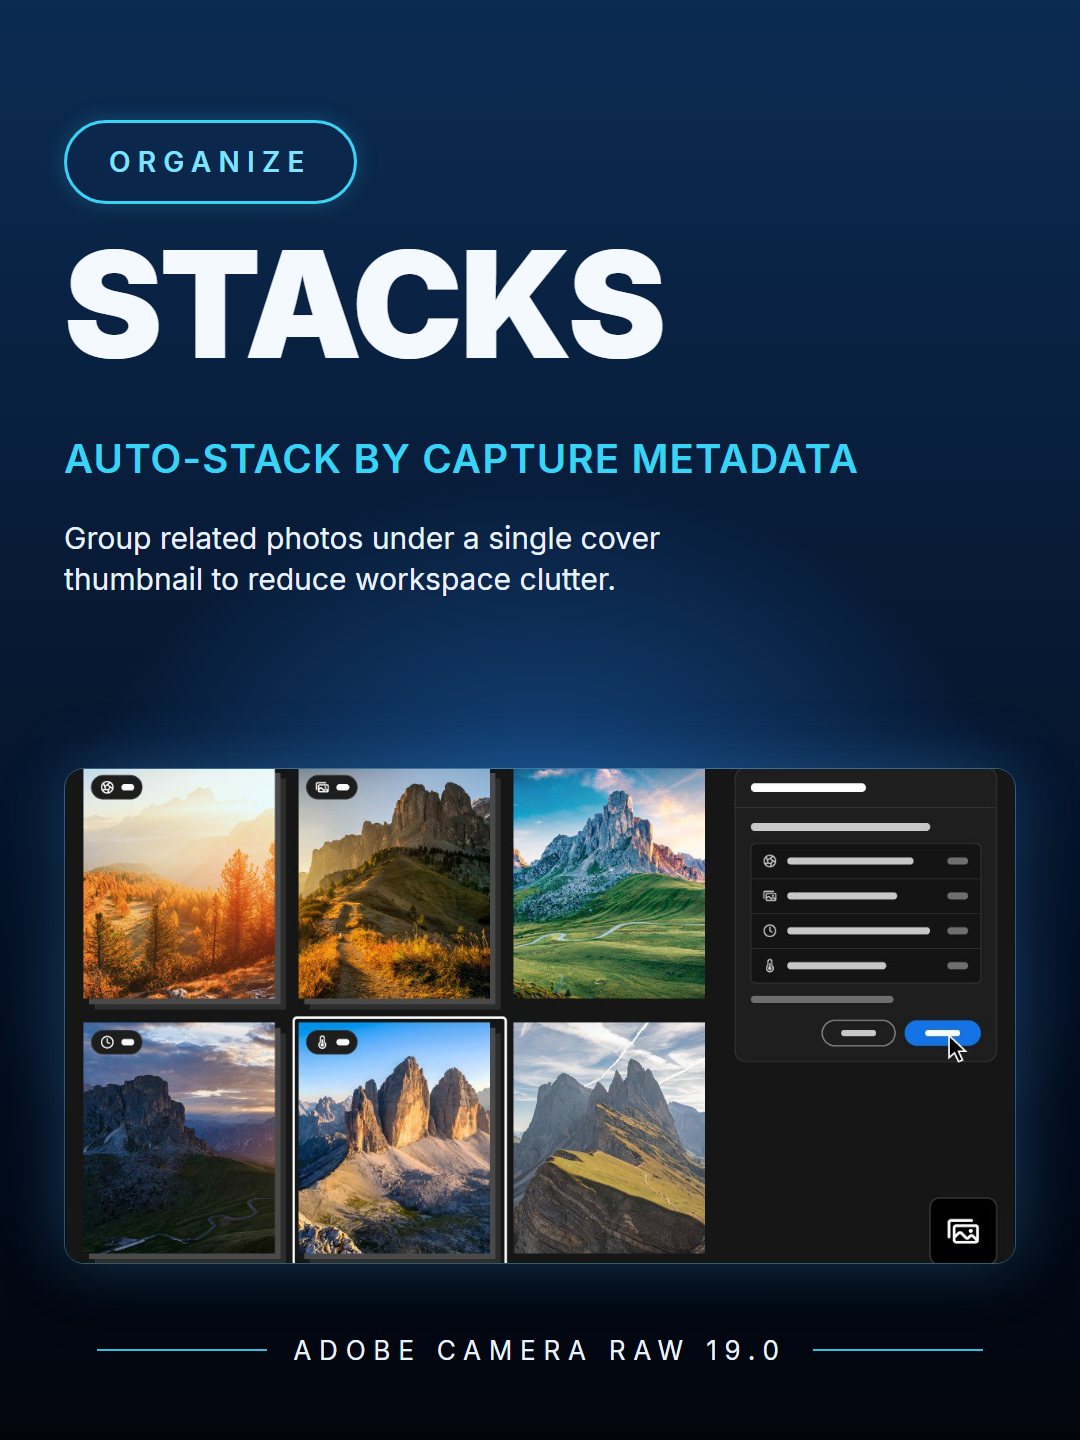 ORGANIZE
STACKS
AUTO-STACK BY CAPTURE METADATA
Group related photos under a single cover
thumbnail to reduce workspace clutter.
ADOBE CAMERA RAW 19.0